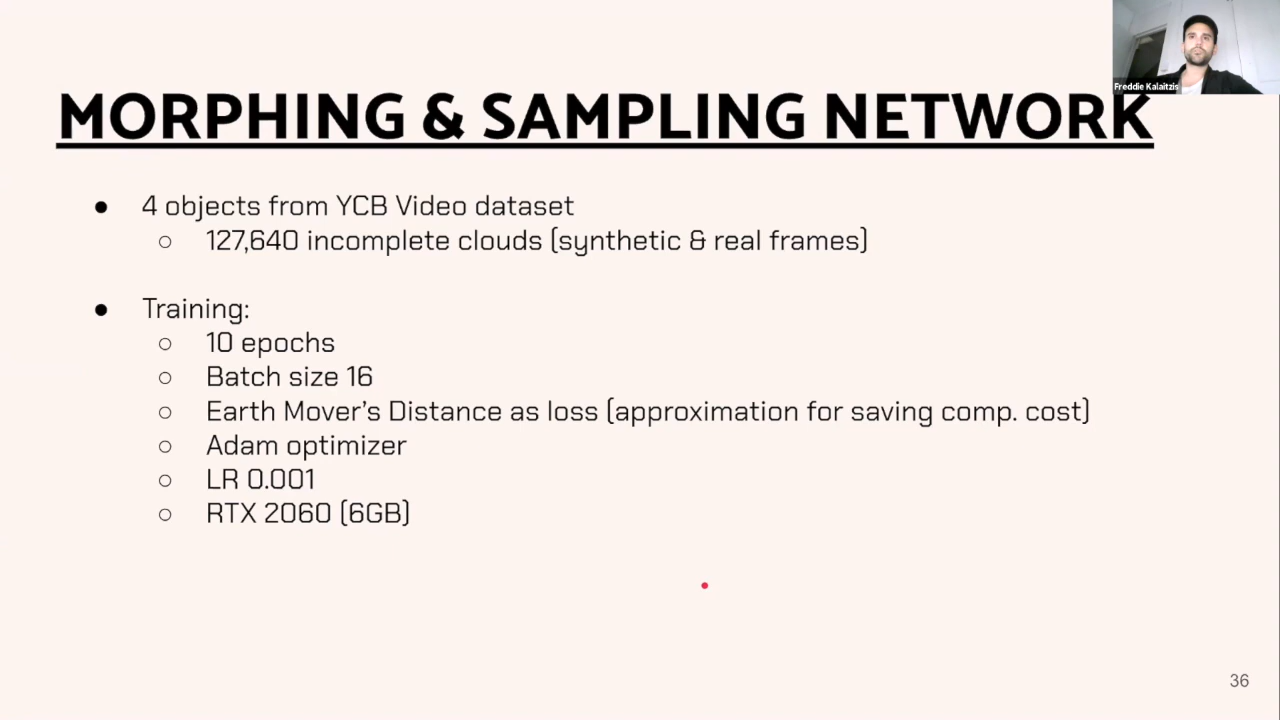 Freddie Kalaitzis
MORPHING & SAMPLING NETWORK
● 4 objects from YCB Video dataset
○ 127,640 incomplete clouds (synthetic & real frames)
● Training:
○ 10 epochs
○ Batch size 16
○ Earth Mover's Distance as loss (approximation for saving comp. cost)
○ Adam optimizer
○ LR 0.001
○ RTX 2060 (6GB)
36